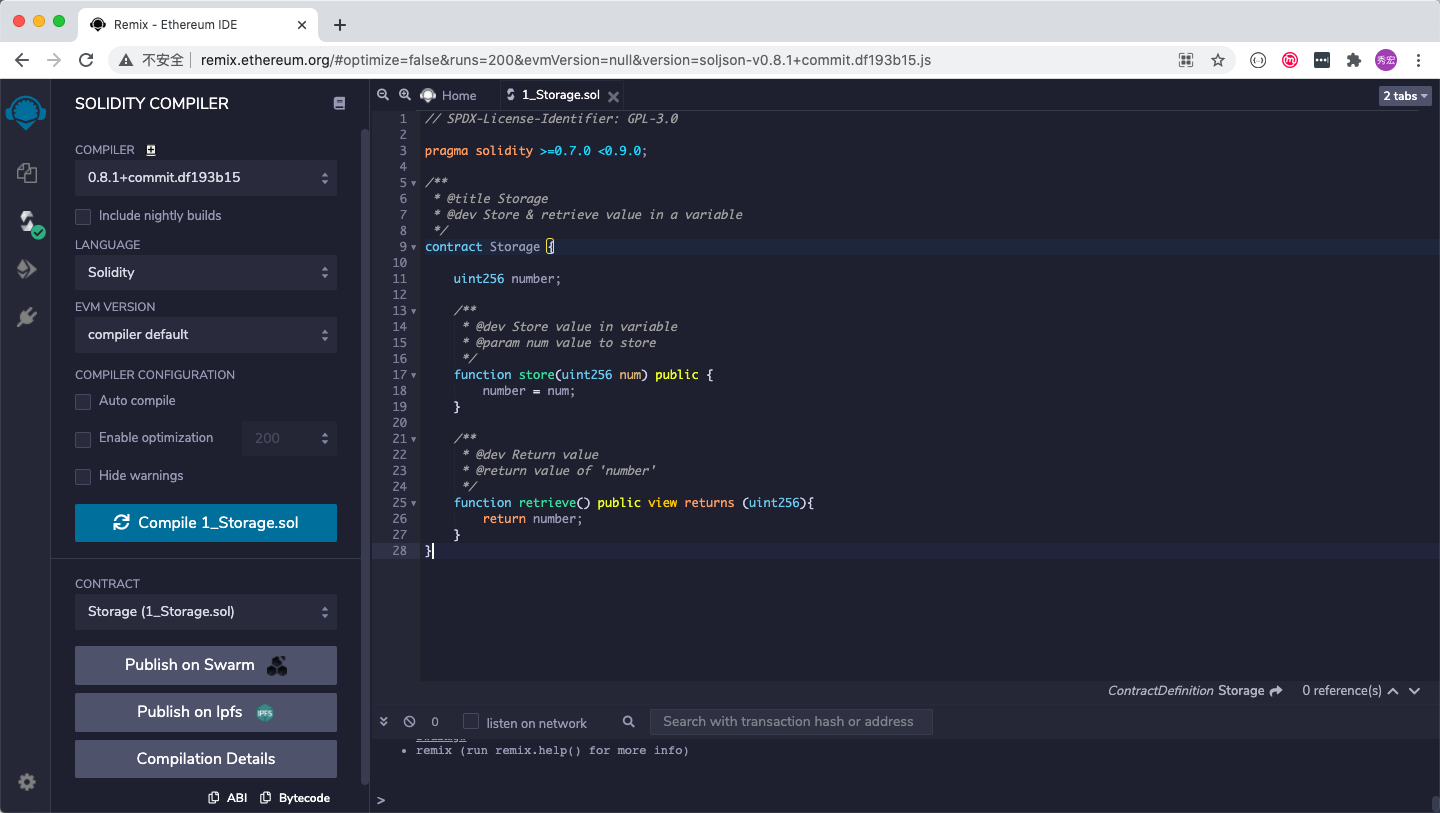 Remix - Ethereum IDE
不安全 remix.ethereum.org/#optimize=false&runs=200&evmVersion=null&version=soljson-v0.8.1+commit.df193b15.js
秀宏
SOLIDITY COMPILER
COMPILER
0.8.1+commit.df193b15
Include nightly builds
LANGUAGE
Solidity
EVM VERSION
compiler default
COMPILER CONFIGURATION
Auto compile
Enable optimization 200
Hide warnings
Compile 1_Storage.sol
CONTRACT
Storage (1_Storage.sol)
Publish on Swarm
Publish on Ipfs IPFS
Compilation Details
ABI Bytecode
Home 1_Storage.sol 2 tabs
1 // SPDX-License-Identifier: GPL-3.0
2
3 pragma solidity >=0.7.0 <0.9.0;
4
5 /**
6 * @title Storage
7 * @dev Store & retrieve value in a variable
8 */
9 contract Storage {
10
11 uint256 number;
12
13 /**
14 * @dev Store value in variable
15 * @param num value to store
16 */
17 function store(uint256 num) public {
18 number = num;
19 }
20
21 /**
22 * @dev Return value
23 * @return value of 'number'
24 */
25 function retrieve() public view returns (uint256){
26 return number;
27 }
28 }
ContractDefinition Storage 0 reference(s)
0 listen on network Search with transaction hash or address
• remix (run remix.help() for more info)
>